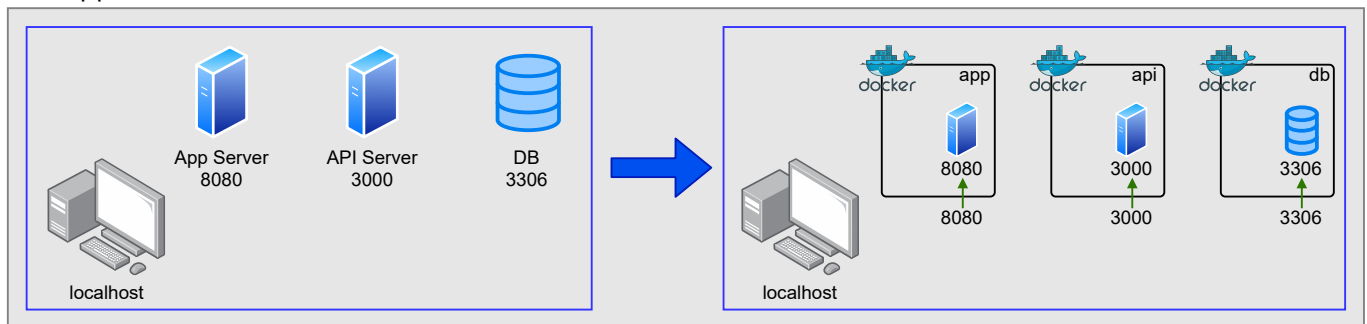 App Server
8080
API Server
3000
DB
3306
localhost
docker
app
8080
8080
docker
api
3000
3000
docker
db
3306
3306
localhost